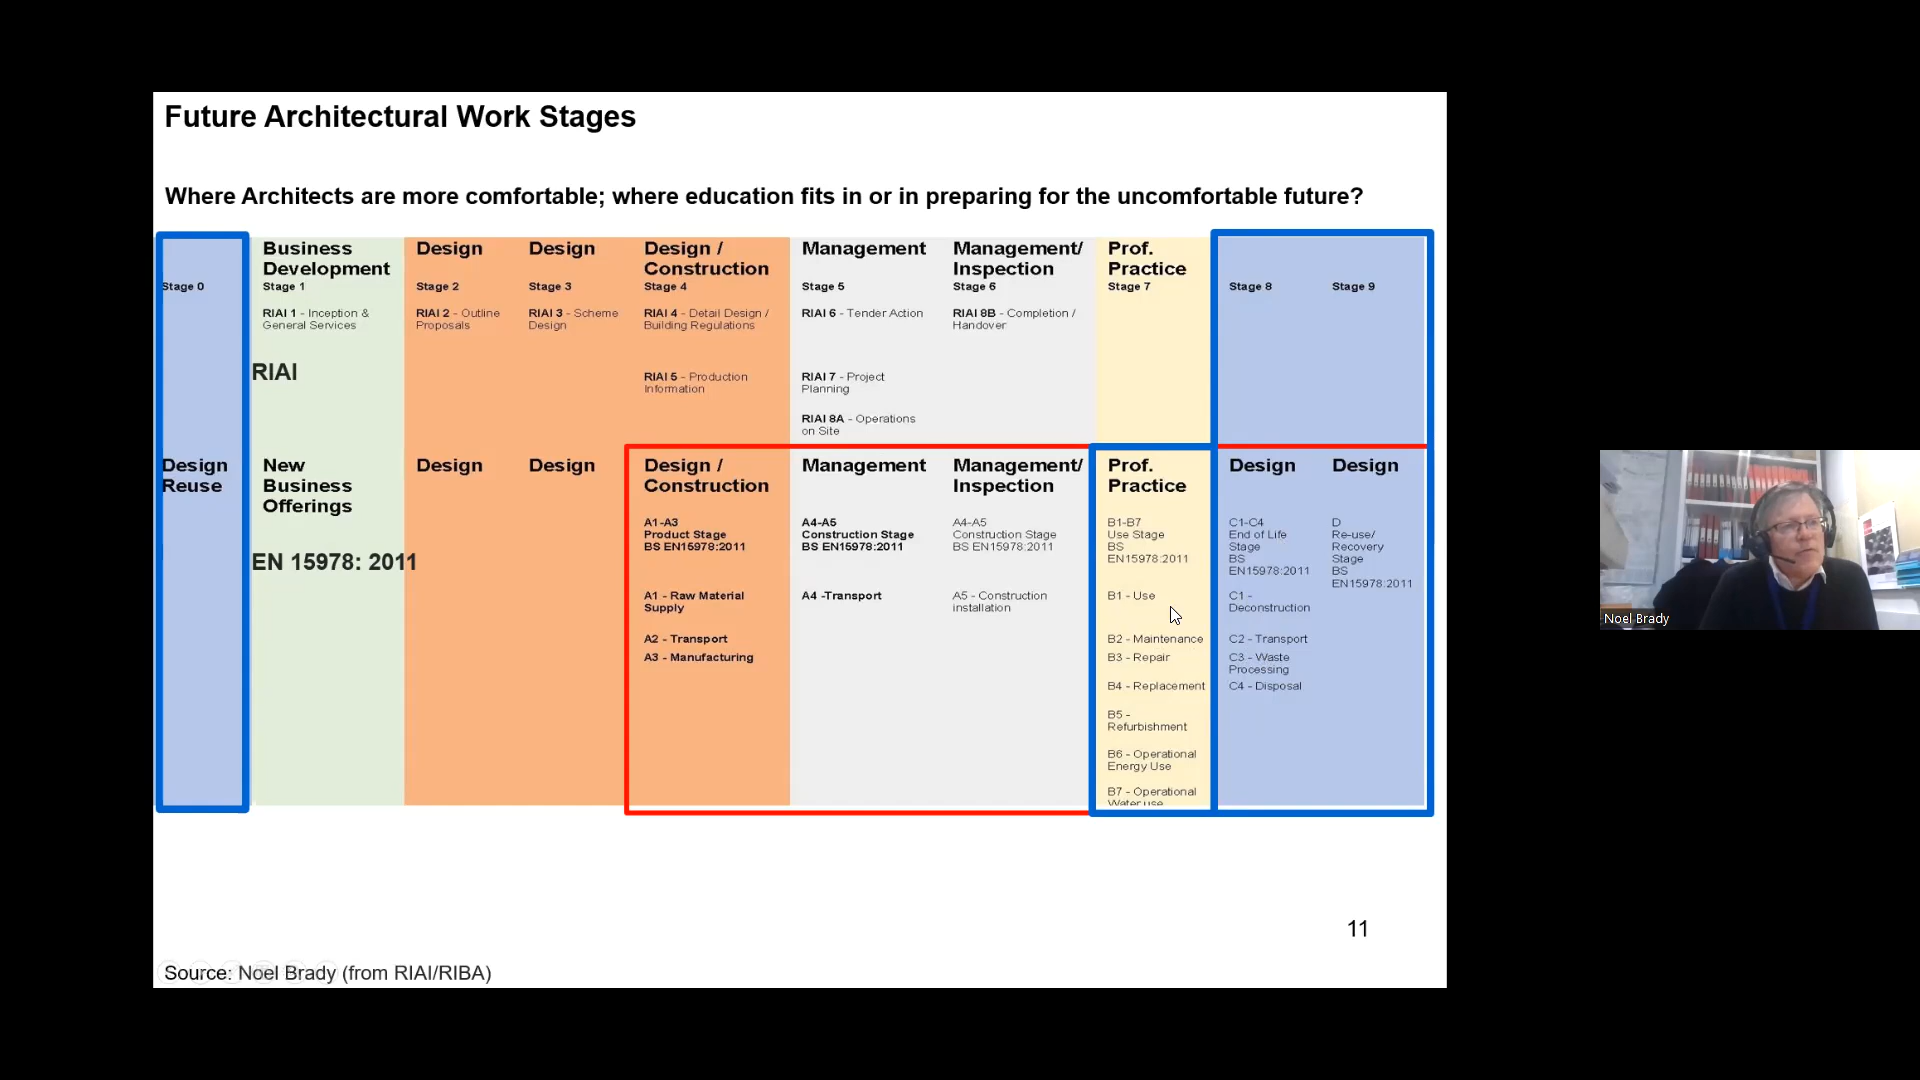 Future Architectural Work Stages
Where Architects are more comfortable; where education fits in or in preparing for the uncomfortable future?
Stage 0
Business
Development
Stage 1
RIAI 1 - Inception &
General Services
RIAI
Design
Stage 2
RIAI 2 - Outline
Proposals
Design
Stage 3
RIAI 3 - Scheme
Design
Design /
Construction
Stage 4
RIAI 4 - Detail Design /
Building Regulations
RIAI 5 - Production
Information
Management
Stage 5
RIAI 6 - Tender Action
RIAI 7 - Project
Planning
RIAI 8A - Operations
on Site
Management/
Inspection
Stage 6
RIAI 8B - Completion /
Handover
Prof.
Practice
Stage 7
Stage 8
Stage 9
Design
Reuse
New
Business
Offerings
EN 15978: 2011
Design
Design
Design /
Construction
A1-A3
Product Stage
BS EN15978:2011
A1 - Raw Material
Supply
A2 - Transport
A3 - Manufacturing
Management
A4-A5
Construction Stage
BS EN15978:2011
A4 -Transport
Management/
Inspection
A4-A5
Construction Stage
BS EN15978:2011
A5 - Construction
installation
Prof.
Practice
B1-B7
Use Stage
BS
EN15978:2011
B1 - Use
B2 - Maintenance
B3 - Repair
B4 - Replacement
B5 -
Refurbishment
B6 - Operational
Energy Use
B7 - Operational
Water use
Design
C1-C4
End of Life
Stage
BS
EN15978:2011
C1 -
Deconstruction
C2 - Transport
C3 - Waste
Processing
C4 - Disposal
Design
D
Re-use/
Recovery
Stage
BS
EN15978:2011
11
Source: Noel Brady (from RIAI/RIBA)
Noel Brady